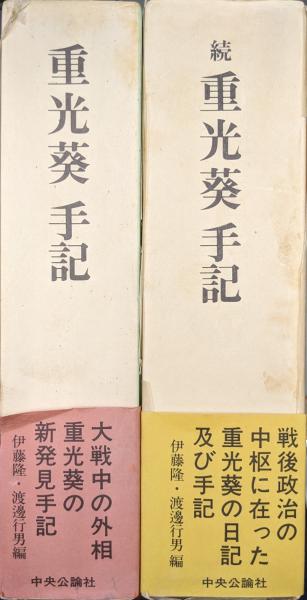 重光葵手記
大戦中の外相
重光葵の
新発見手記
伊藤隆・渡邊行男編
中央公論社
続 重光葵手記
戦後政治の
中枢に在った
重光葵の日記
及び手記
伊藤隆・渡邊行男編
中央公論社